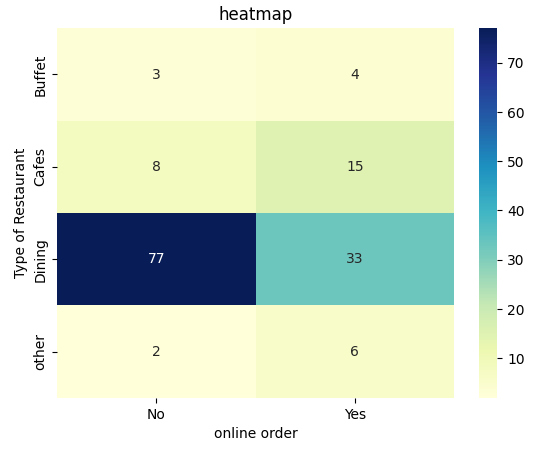 heatmap
Type of Restaurant
Buffet
3 4
Cafes
8 15
Dining
77 33
other
2 6
No Yes
online order
70
60
50
40
30
20
10